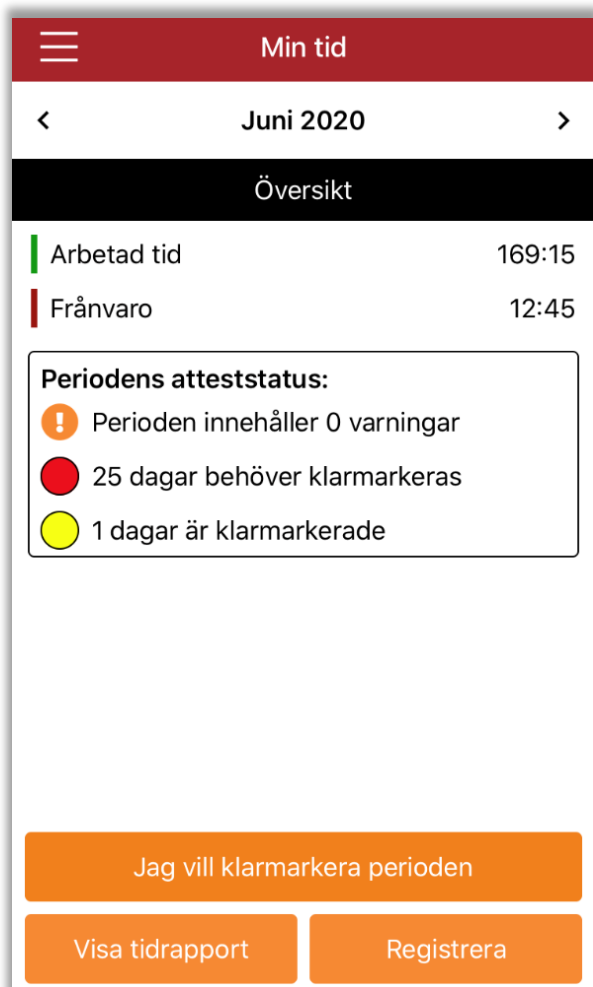 Min tid
Juni 2020
Översikt
Arbetad tid 169:15
Frånvaro 12:45
Periodens atteststatus:
Perioden innehåller 0 varningar
25 dagar behöver klarmarkeras
1 dagar är klarmarkerade
Jag vill klarmarkera perioden
Visa tidrapport Registrera